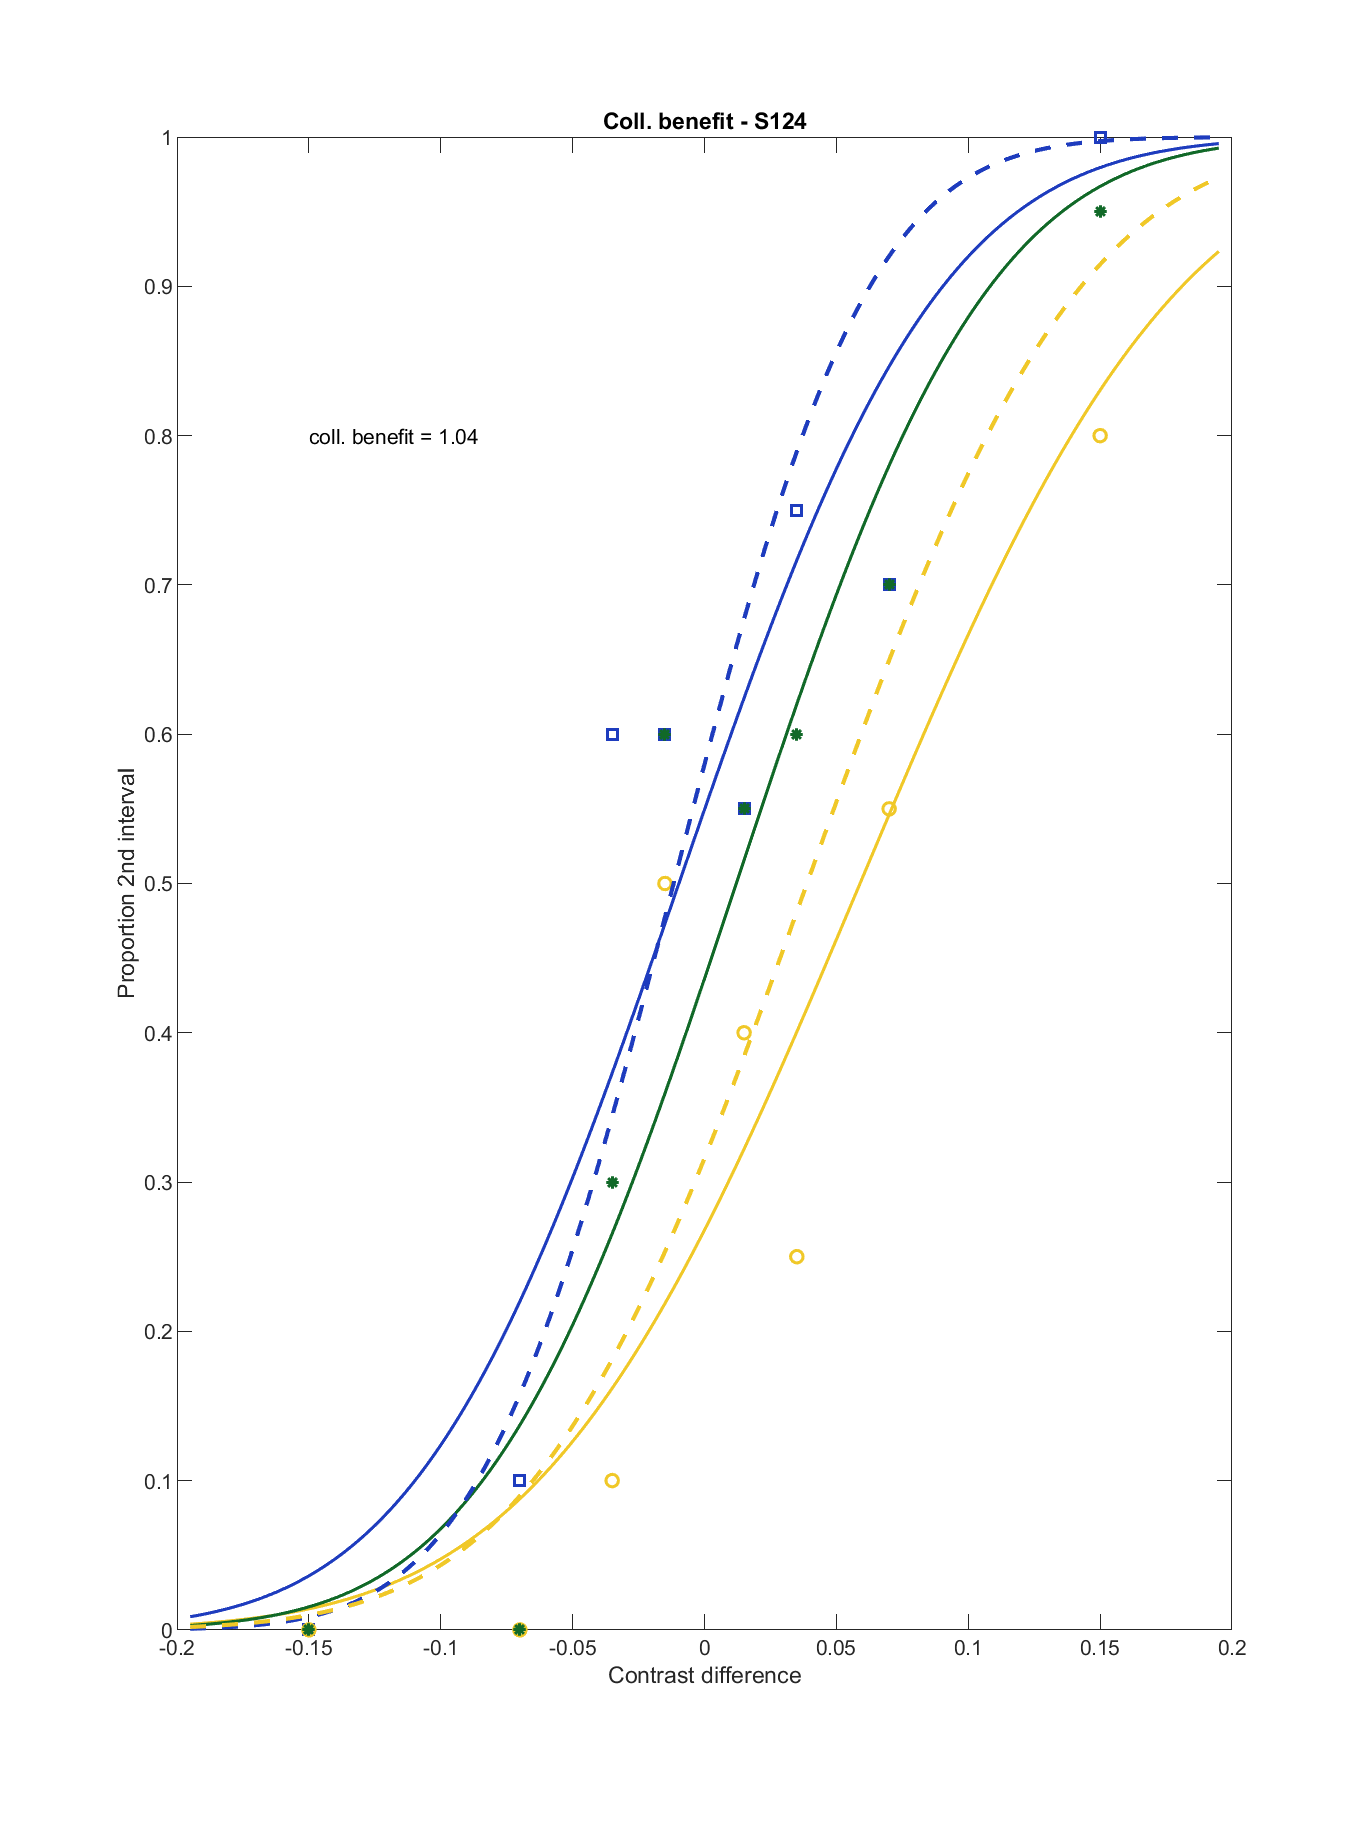 Coll. benefit - S124
1
0.9
0.8
coll. benefit = 1.04
0.7
0.6
0.5
0.4
0.3
0.2
0.1
0
Proportion 2nd interval
-0.2 -0.15 -0.1 -0.05 0 0.05 0.1 0.15 0.2
Contrast difference